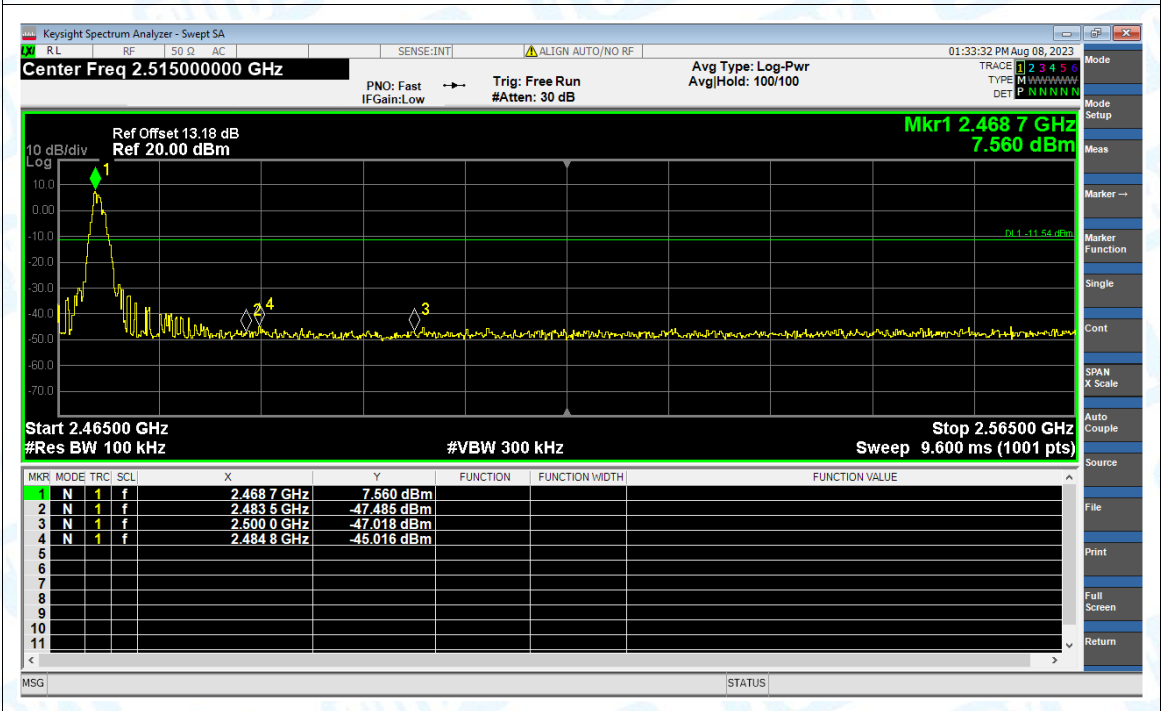 Keysight Spectrum Analyzer - Swept SA
LXI RL RF 50 Ω AC SENSE:INT ALIGN AUTO/NO RF 01:33:32 PM Aug 08, 2023
Center Freq 2.515000000 GHz
PNO: Fast
IFGain:Low
Trig: Free Run
#Atten: 30 dB
Avg Type: Log-Pwr
Avg|Hold: 100/100
TRACE 1 2 3 4 5 6
TYPE M WWWWW
DET P N N N N N
Mkr1 2.468 7 GHz
7.560 dBm
Ref Offset 13.18 dB
10 dB/div Ref 20.00 dBm
Log
1
10.0
0.00
-10.0
DL1 -11.54 dBm
-20.0
-30.0
2 4 3
-40.0
-50.0
-60.0
-70.0
Start 2.46500 GHz Stop 2.56500 GHz
#Res BW 100 kHz #VBW 300 kHz Sweep 9.600 ms (1001 pts)
MKR MODE TRC SCL X Y FUNCTION FUNCTION WIDTH FUNCTION VALUE
1 N 1 f 2.468 7 GHz 7.560 dBm
2 N 1 f 2.483 5 GHz -47.485 dBm
3 N 1 f 2.500 0 GHz -47.018 dBm
4 N 1 f 2.484 8 GHz -45.016 dBm
5
6
7
8
9
10
11
MSG STATUS
Mode
Mode
Setup
Meas
Marker→
Marker
Function
Single
Cont
SPAN
X Scale
Auto
Couple
Source
File
Print
Full
Screen
Return